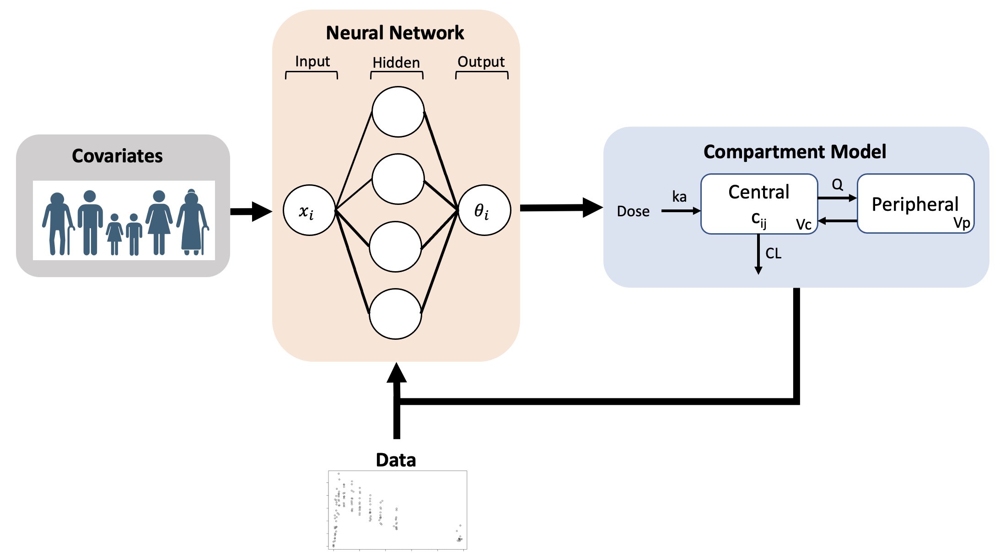 Neural Network
Input
Hidden
Output
Covariates
xᵢ
θᵢ
Compartment Model
Dose
ka
Central
cᵢⱼ
Vc
Q
Peripheral
Vp
CL
Data